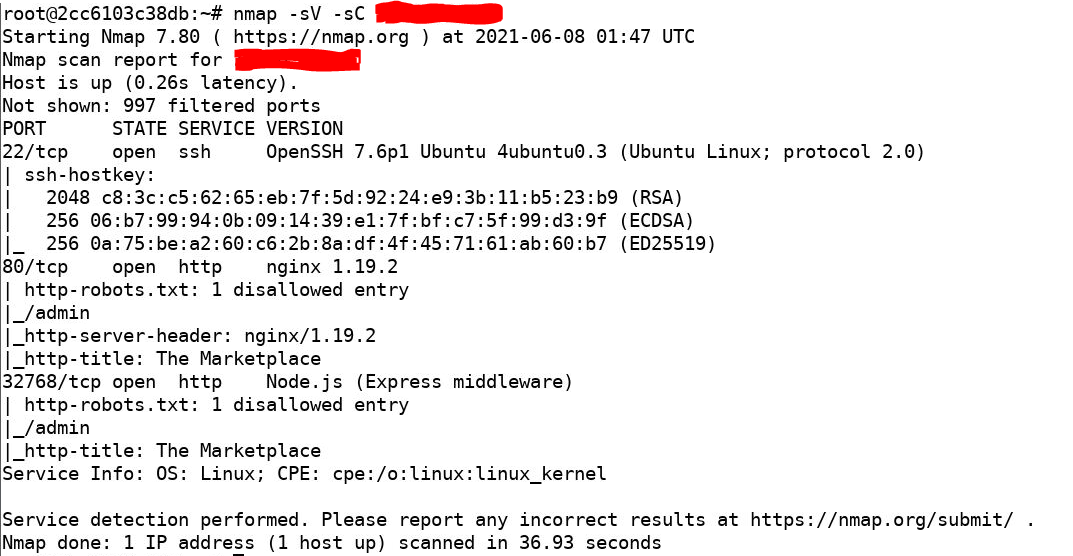 root@2cc6103c38db:~# nmap -sV -sC
Starting Nmap 7.80 ( https://nmap.org ) at 2021-06-08 01:47 UTC
Nmap scan report for
Host is up (0.26s latency).
Not shown: 997 filtered ports
PORT      STATE SERVICE VERSION
22/tcp    open  ssh     OpenSSH 7.6p1 Ubuntu 4ubuntu0.3 (Ubuntu Linux; protocol 2.0)
| ssh-hostkey:
|   2048 c8:3c:c5:62:65:eb:7f:5d:92:24:e9:3b:11:b5:23:b9 (RSA)
|   256 06:b7:99:94:0b:09:14:39:e1:7f:bf:c7:5f:99:d3:9f (ECDSA)
|_  256 0a:75:be:a2:60:c6:2b:8a:df:4f:45:71:61:ab:60:b7 (ED25519)
80/tcp    open  http    nginx 1.19.2
| http-robots.txt: 1 disallowed entry
|_/admin
|_http-server-header: nginx/1.19.2
|_http-title: The Marketplace
32768/tcp open  http    Node.js (Express middleware)
| http-robots.txt: 1 disallowed entry
|_/admin
|_http-title: The Marketplace
Service Info: OS: Linux; CPE: cpe:/o:linux:linux_kernel

Service detection performed. Please report any incorrect results at https://nmap.org/submit/ .
Nmap done: 1 IP address (1 host up) scanned in 36.93 seconds